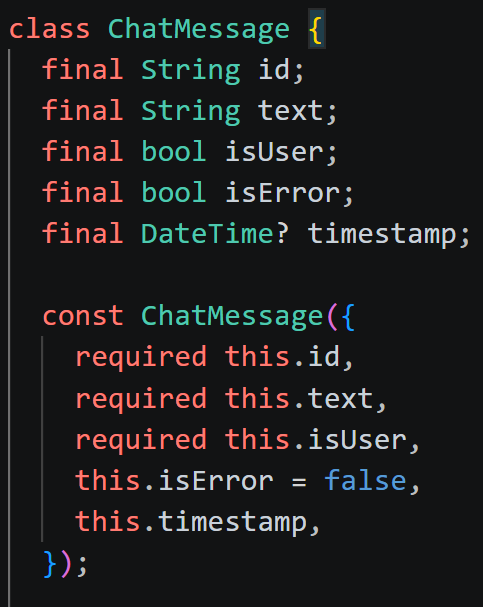 class ChatMessage {
  final String id;
  final String text;
  final bool isUser;
  final bool isError;
  final DateTime? timestamp;

  const ChatMessage({
    required this.id,
    required this.text,
    required this.isUser,
    this.isError = false,
    this.timestamp,
  });